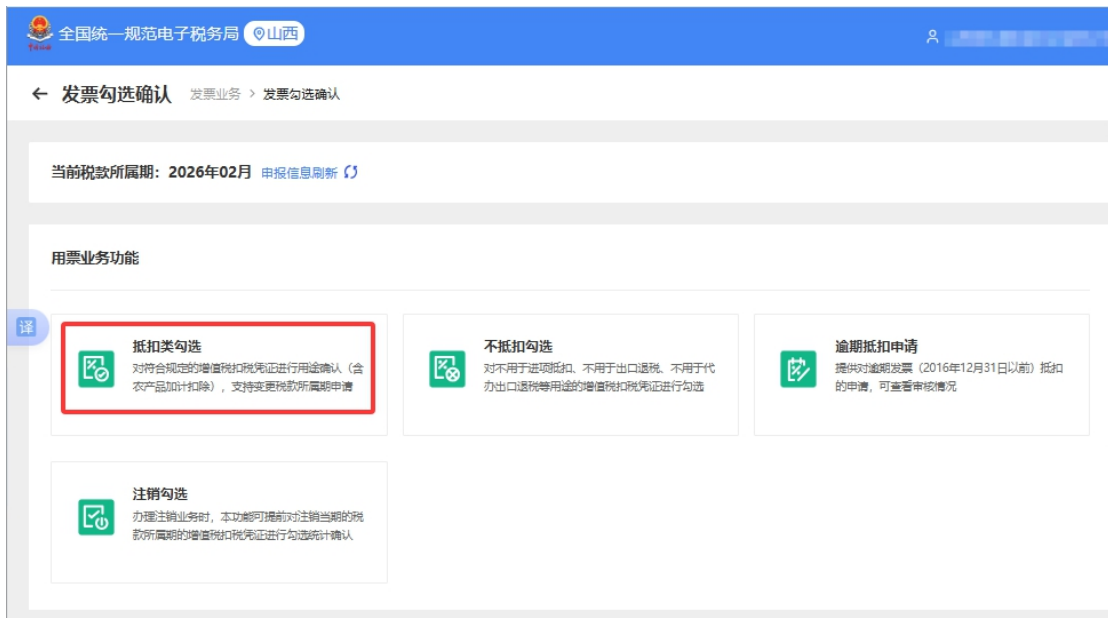 全国统一规范电子税务局 山西
发票勾选确认 发票业务 > 发票勾选确认
当前税款所属期：2026年02月 申报信息刷新
用票业务功能
译
抵扣类勾选
对符合规定的增值税扣税凭证进行用途确认（含
农产品加计扣除），支持变更税款所属期申请
不抵扣勾选
对不用于进项抵扣、不用于出口退税、不用于代
办出口退税等用途的增值税扣税凭证进行勾选
逾期抵扣申请
提供对逾期发票（2016年12月31日以前）抵扣
的申请，可查看审核情况
注销勾选
办理注销业务时，本功能可提前对注销当期的税
款所属期的增值税扣税凭证进行勾选统计确认